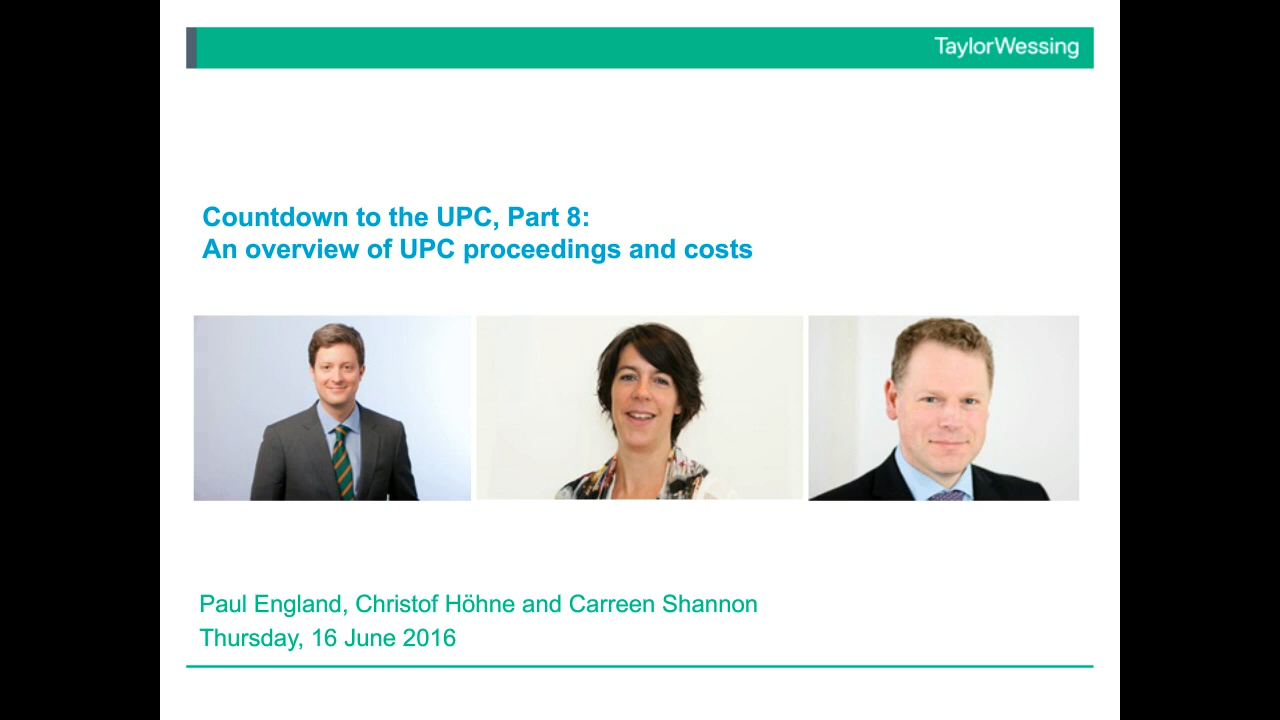 TaylorWessing
Countdown to the UPC, Part 8:
An overview of UPC proceedings and costs
Paul England, Christof Höhne and Carreen Shannon
Thursday, 16 June 2016